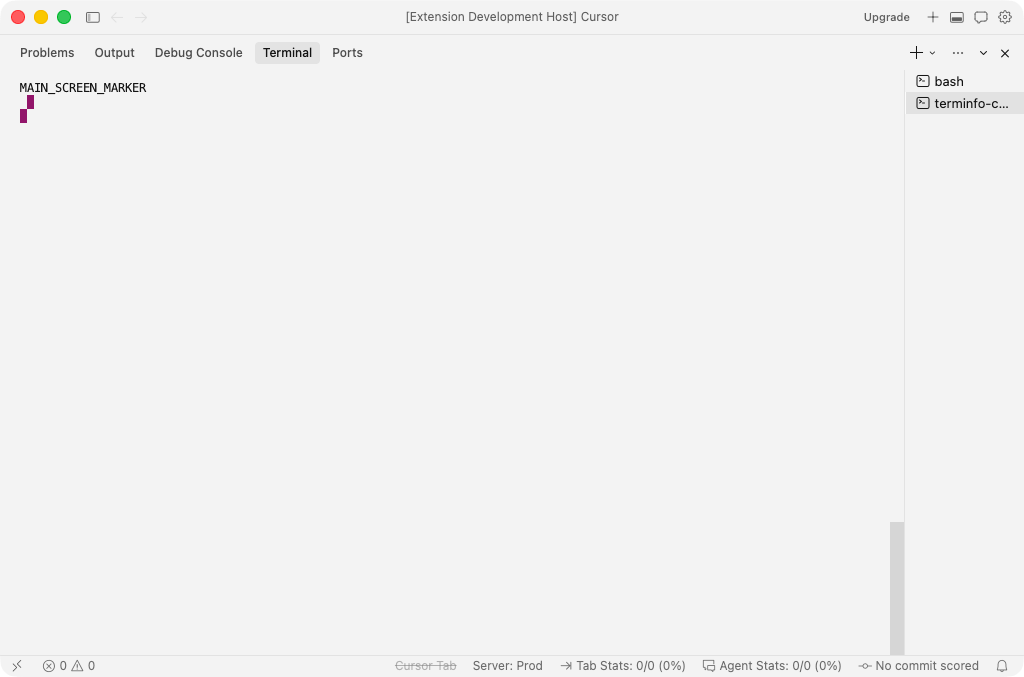 [Extension Development Host] Cursor
Upgrade
Problems Output Debug Console Terminal Ports
MAIN_SCREEN_MARKER
bash
terminfo-c...
0 0 Cursor Tab Server: Prod Tab Stats: 0/0 (0%) Agent Stats: 0/0 (0%) No commit scored